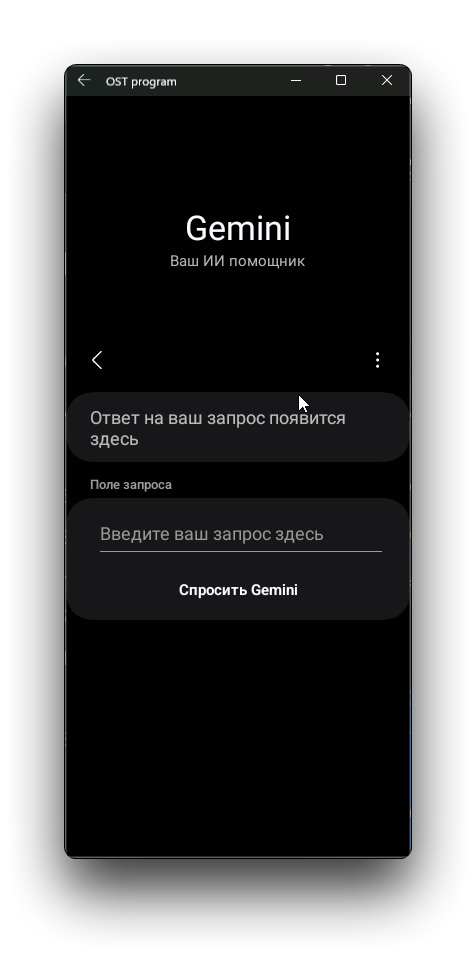 OST program
Gemini
Ваш ИИ помощник
Ответ на ваш запрос появится
здесь
Поле запроса
Введите ваш запрос здесь
Спросить Gemini